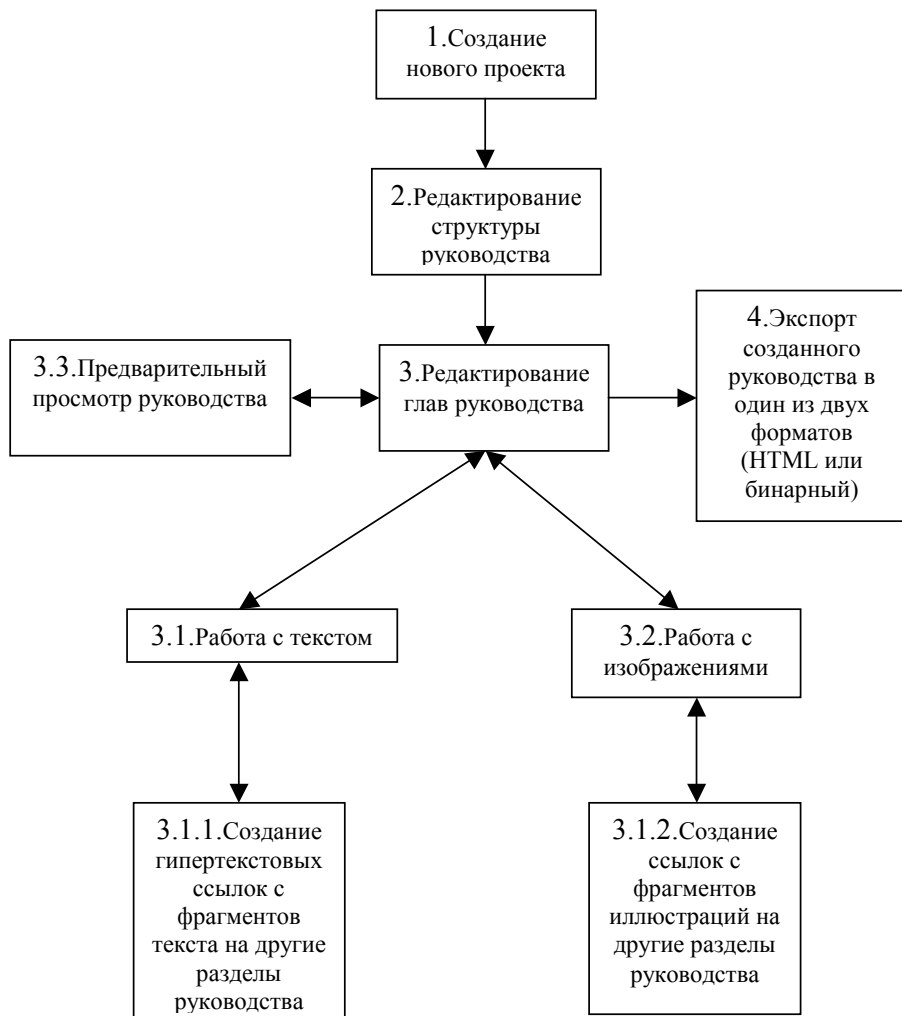 1.Создание
нового проекта
2.Редактирование
структуры
руководства
3.3.Предварительный
просмотр руководства
3.Редактирование
глав руководства
4.Экспорт
созданного
руководства в
один из двух
форматов
(HTML или
бинарный)
3.1.Работа с текстом
3.2.Работа с
изображениями
3.1.1.Создание
гипертекстовых
ссылок с
фрагментов
текста на другие
разделы
руководства
3.1.2.Создание
ссылок с
фрагментов
иллюстраций на
другие разделы
руководства